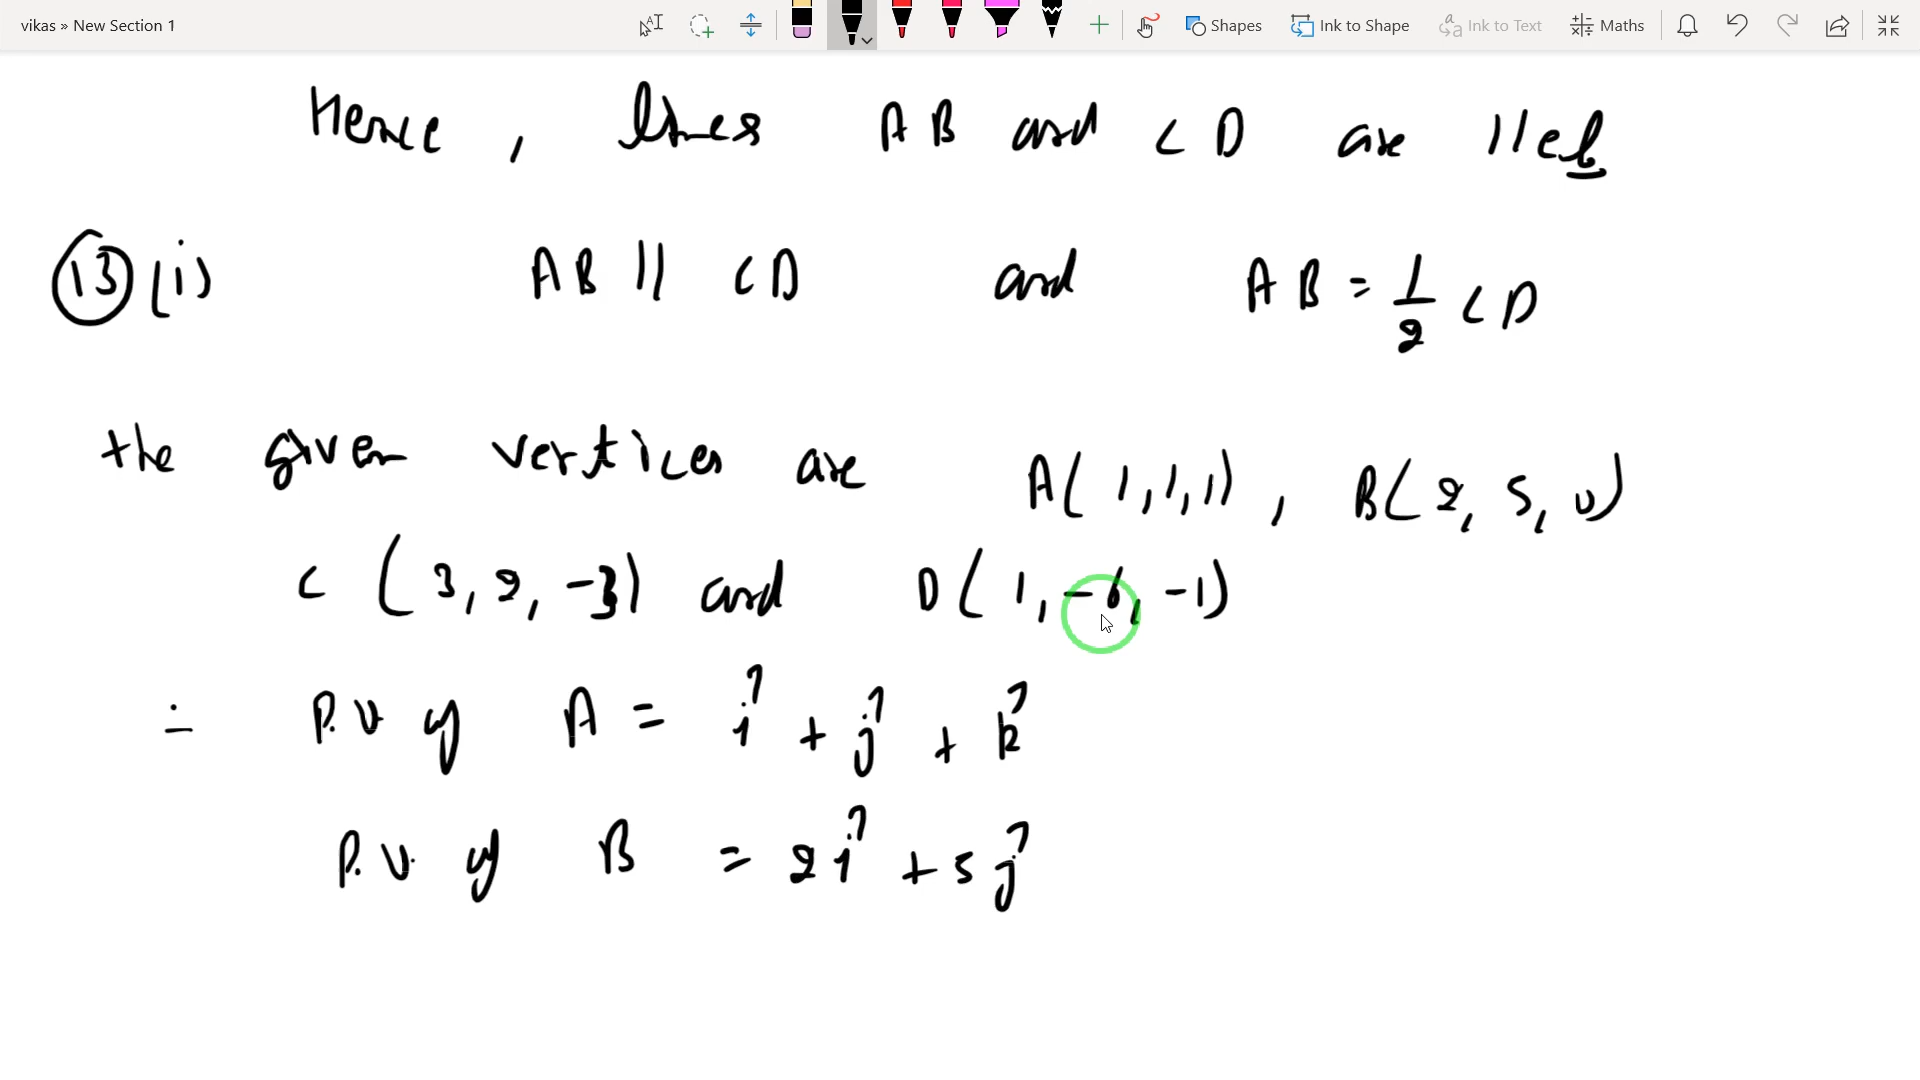 vikas » New Section 1 Shapes Ink to Shape Ink to Text Maths
Hence, lines AB and CD are ||el
13 (i) AB || CD and AB = 1/2 CD
the given vertices are A(1,1,1), B(2, 5, 0)
C (3, 2, -3) and D(1, -6, -1)
∴ P.V of A = î + ĵ + k̂
P.V. of B = 2î + 5ĵ